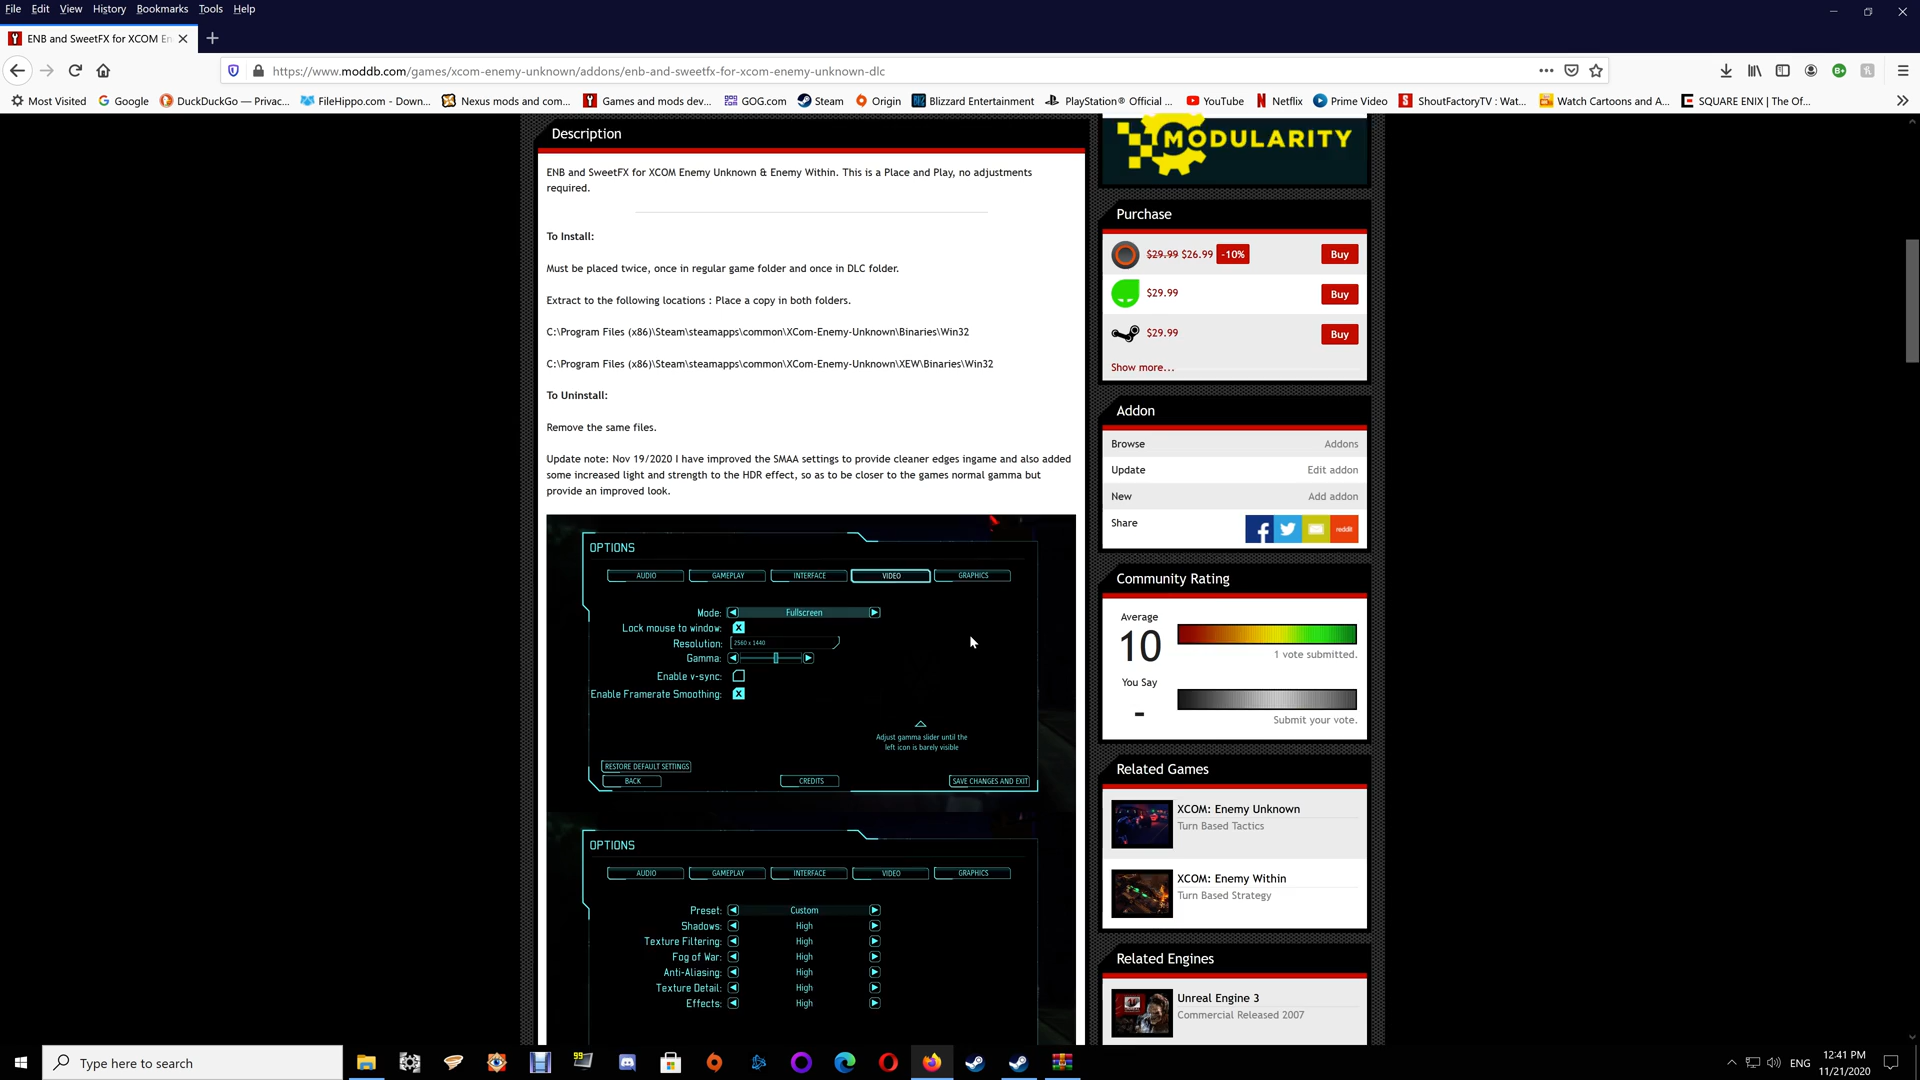 File Edit View History Bookmarks Tools Help
ENB and SweetFX for XCOM En
https://www.moddb.com/games/xcom-enemy-unknown/addons/enb-and-sweetfx-for-xcom-enemy-unknown-dlc
Most Visited Google DuckDuckGo — Privac... FileHippo.com - Down... Nexus mods and com... Games and mods dev... GOG.com Steam Origin Blizzard Entertainment PlayStation® Official ... YouTube Netflix Prime Video ShoutFactoryTV : Wat... Watch Cartoons and A... SQUARE ENIX | The Of...
Description
ENB and SweetFX for XCOM Enemy Unknown & Enemy Within. This is a Place and Play, no adjustments
required.
To Install:
Must be placed twice, once in regular game folder and once in DLC folder.
Extract to the following locations : Place a copy in both folders.
C:\Program Files (x86)\Steam\steamapps\common\XCom-Enemy-Unknown\Binaries\Win32
C:\Program Files (x86)\Steam\steamapps\common\XCom-Enemy-Unknown\XEW\Binaries\Win32
To Uninstall:
Remove the same files.
Update note: Nov 19/2020 I have improved the SMAA settings to provide cleaner edges ingame and also added
some increased light and strength to the HDR effect, so as to be closer to the games normal gamma but
provide an improved look.
OPTIONS
AUDIO GAMEPLAY INTERFACE VIDEO GRAPHICS
Mode: Fullscreen
Lock mouse to window: X
Resolution: 2560 x 1440
Gamma:
Enable v-sync:
Enable Framerate Smoothing: X
Adjust gamma slider until the
left icon is barely visible
RESTORE DEFAULT SETTINGS
BACK CREDITS SAVE CHANGES AND EXIT
OPTIONS
AUDIO GAMEPLAY INTERFACE VIDEO GRAPHICS
Preset: Custom
Shadows: High
Texture Filtering: High
Fog of War: High
Anti-Aliasing: High
Texture Detail: High
Effects: High
MODULARITY
Purchase
$29.99 $26.99 -10% Buy
$29.99 Buy
$29.99 Buy
Show more...
Addon
Browse Addons
Update Edit addon
New Add addon
Share reddit
Community Rating
Average
10
1 vote submitted.
You Say
-
Submit your vote.
Related Games
XCOM: Enemy Unknown
Turn Based Tactics
XCOM: Enemy Within
Turn Based Strategy
Related Engines
Unreal Engine 3
Commercial Released 2007
Type here to search
99
ENG
12:41 PM
11/21/2020